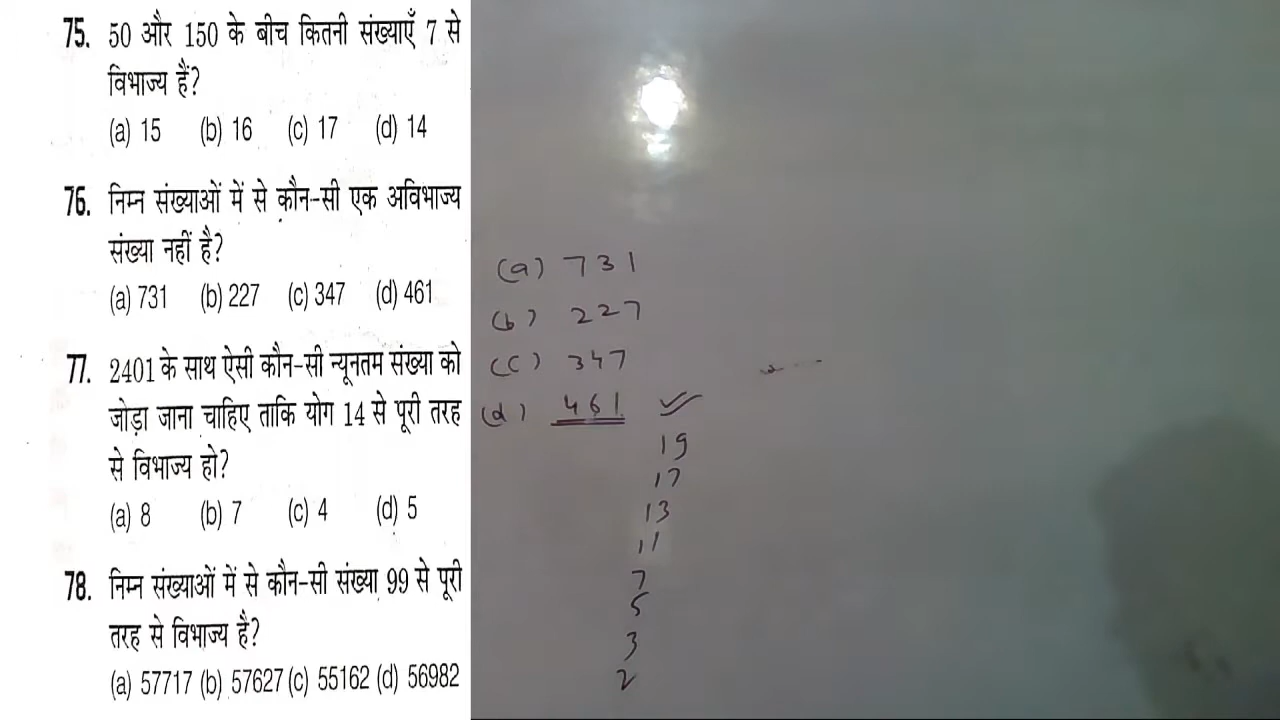 75. 50 और 150 के बीच कितनी संख्याएँ 7 से
विभाज्य हैं?
(a) 15 (b) 16 (c) 17 (d) 14
76. निम्न संख्याओं में से कौन-सी एक अविभाज्य
संख्या नहीं है?
(a) 731 (b) 227 (c) 347 (d) 461
77. 2401 के साथ ऐसी कौन-सी न्यूनतम संख्या को
जोड़ा जाना चाहिए ताकि योग 14 से पूरी तरह
से विभाज्य हो?
(a) 8 (b) 7 (c) 4 (d) 5
78. निम्न संख्याओं में से कौन-सी संख्या 99 से पूरी
तरह से विभाज्य है?
(a) 57717 (b) 57627 (c) 55162 (d) 56982
(a) 731
(b) 227
(c) 347
(d) 461
19
17
13
11
7
5
3
2